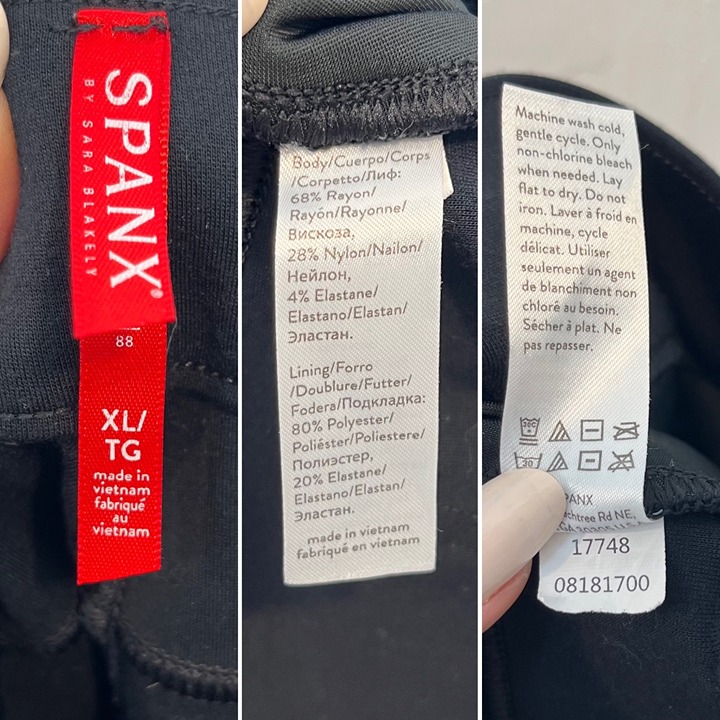 SPANX®
BY SARA BLAKELY
88
XL/
TG
made in
vietnam
fabriqué
au
vietnam
Body/Cuerpo/Corps
/Corpetto/Лиф:
68% Rayon/
Rayón/Rayonne/
Вискоза,
28% Nylon/Nailon/
Нейлон,
4% Elastane/
Elastano/Elastan/
Эластан.
Lining/Forro
/Doublure/Futter/
Fodera/Подкладка:
80% Polyester/
Poliéster/Poliestere/
Полиэстер,
20% Elastane/
Elastano/Elastan/
Эластан.
made in vietnam
fabriqué en vietnam
Machine wash cold,
gentle cycle. Only
non-chlorine bleach
when needed. Lay
flat to dry. Do not
iron. Laver à froid en
machine, cycle
délicat. Utiliser
seulement un agent
de blanchiment non
chloré au besoin.
Sécher à plat. Ne
pas repasser.
30C
30
SPANX
Rd NE,
17748
08181700